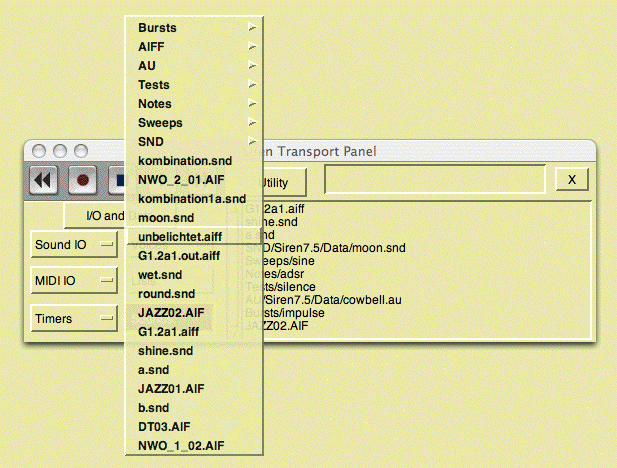 Bursts
AIFF
AU
Tests
Notes
Sweeps
SND
kombination.snd
NWO_2_01.AIF
kombination1a.snd
moon.snd
unbelichtet.aiff
G1.2a1.out.aiff
wet.snd
round.snd
JAZZ02.AIF
G1.2a1.aiff
shine.snd
a.snd
JAZZ01.AIF
b.snd
DT03.AIF
NWO_1_02.AIF
Transport Panel
Utility
X
I/O and
Sound IO
MIDI IO
Timers
G1.2a1.aiff
shine.snd
a.snd
SND/Siren7.5/Data/moon.snd
Sweeps/sine
Notes/adsr
Tests/silence
AU/Siren7.5/Data/cowbell.au
Bursts/impulse
JAZZ02.AIF